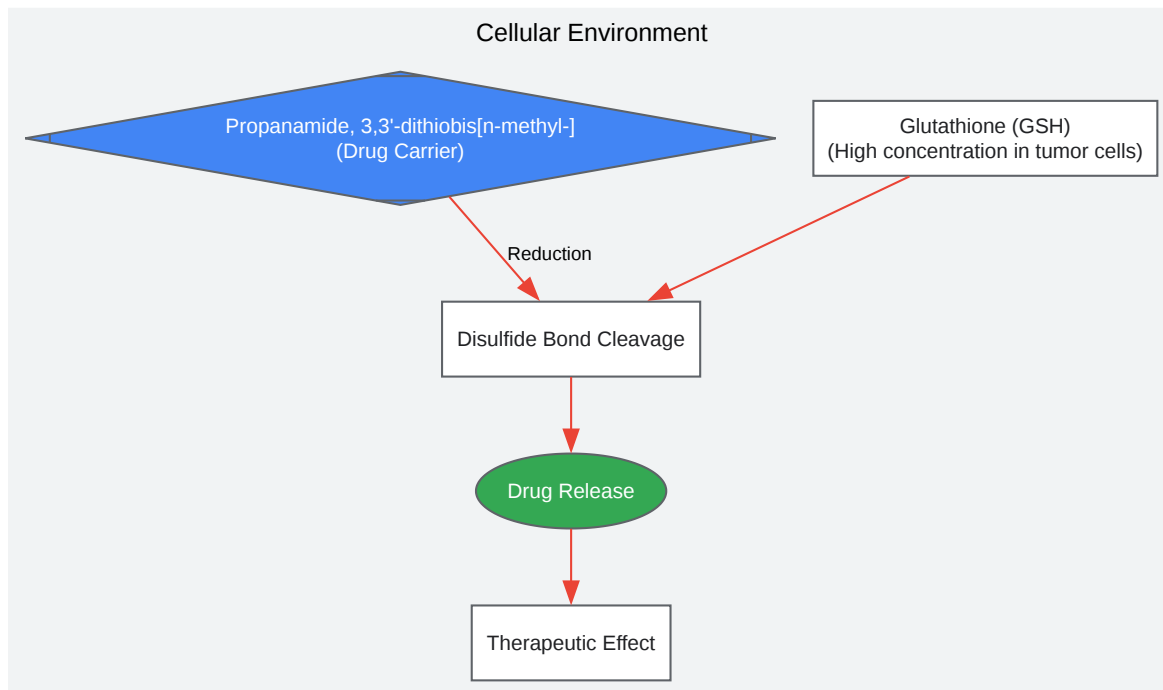 Cellular Environment
Propanamide, 3,3'-dithiobis[n-methyl-]
(Drug Carrier)
Glutathione (GSH)
(High concentration in tumor cells)
Reduction
Disulfide Bond Cleavage
Drug Release
Therapeutic Effect